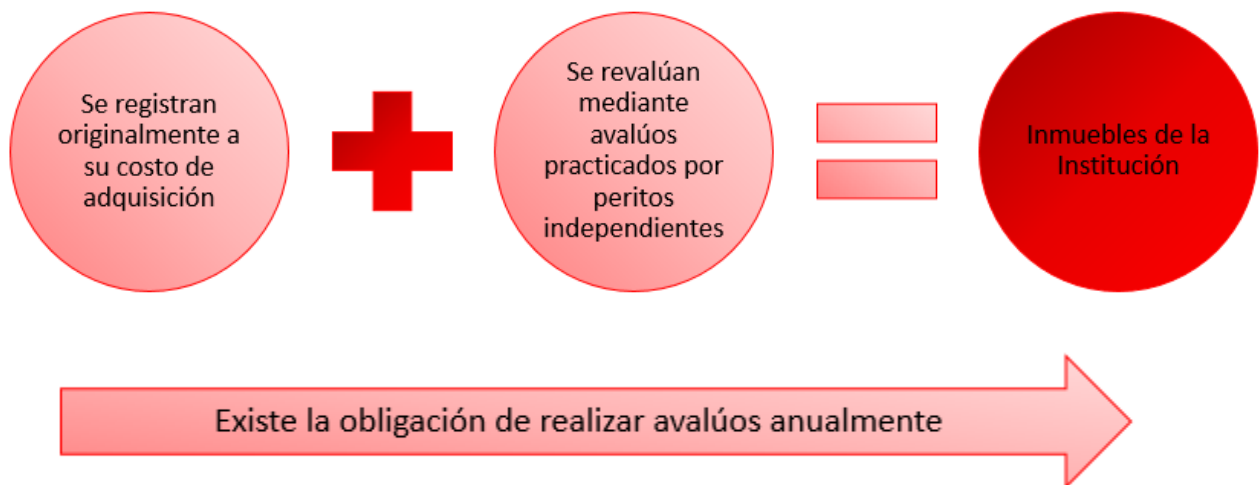 Se registran
originalmente a
su costo de
adquisición
Se revalúan
mediante
avalúos
practicados por
peritos
independientes
Inmuebles de la
Institución
Existe la obligación de realizar avalúos anualmente